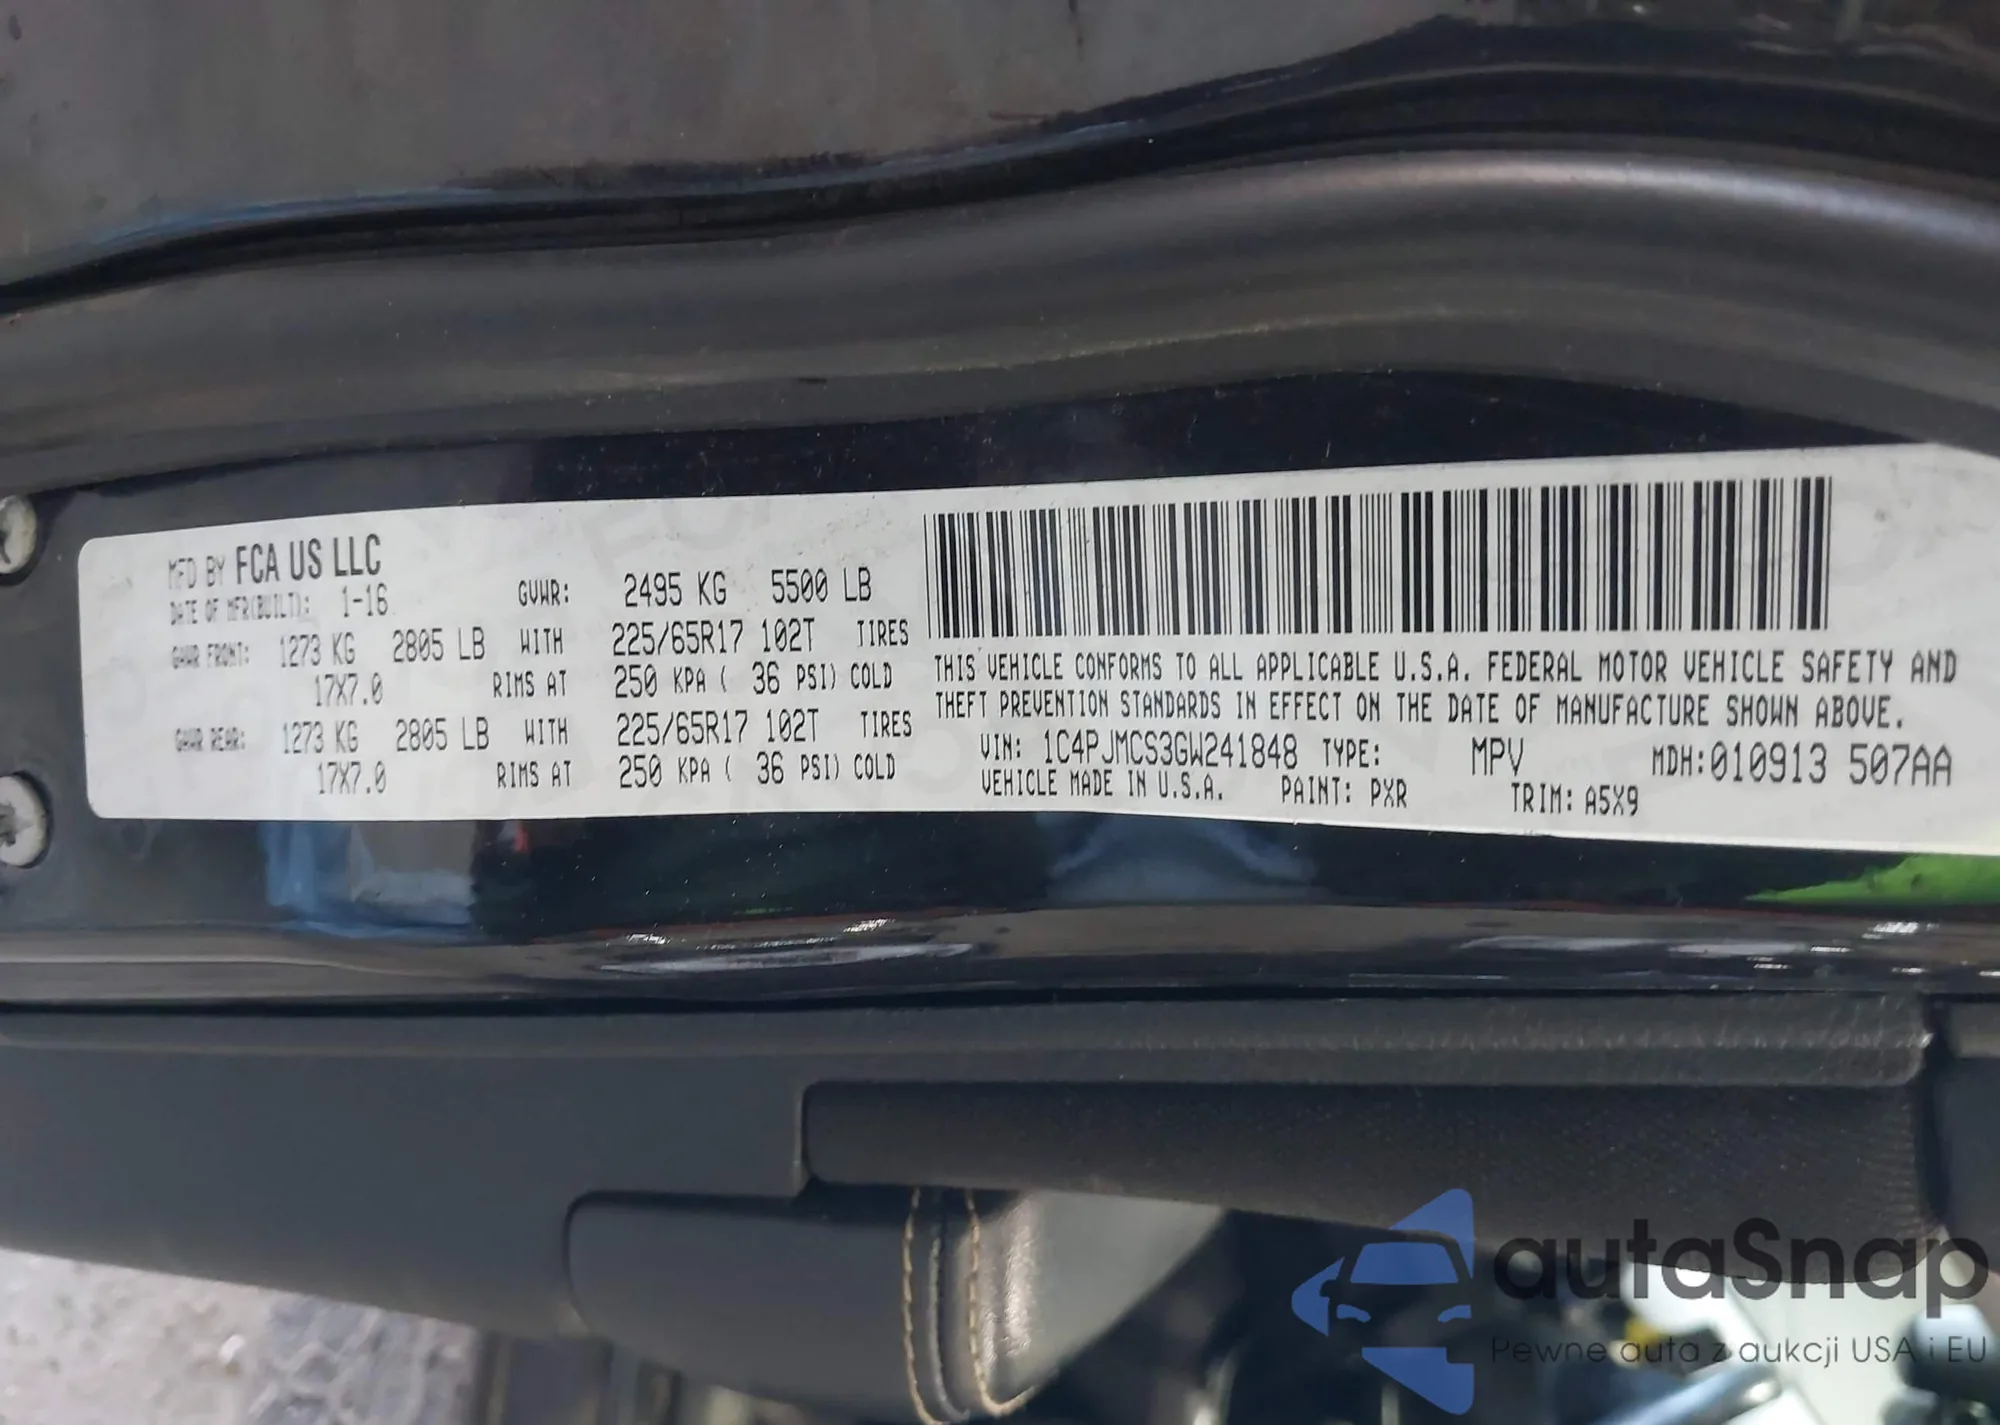 MFD BY FCA US LLC
DATE OF MFR(BUILT): 1-16 GVWR: 2495 KG 5500 LB
GAWR FRONT: 1273 KG 2805 LB WITH 225/65R17 102T TIRES
17X7.0 RIMS AT 250 KPA ( 36 PSI) COLD
GAWR REAR: 1273 KG 2805 LB WITH 225/65R17 102T TIRES
17X7.0 RIMS AT 250 KPA ( 36 PSI) COLD
THIS VEHICLE CONFORMS TO ALL APPLICABLE U.S.A. FEDERAL MOTOR VEHICLE SAFETY AND
THEFT PREVENTION STANDARDS IN EFFECT ON THE DATE OF MANUFACTURE SHOWN ABOVE.
VIN: 1C4PJMCS3GW241848 TYPE: MPV MDH:010913 507AA
VEHICLE MADE IN U.S.A. PAINT: PXR TRIM: A5X9
autaSnap
Pewne auta z aukcji USA i EU